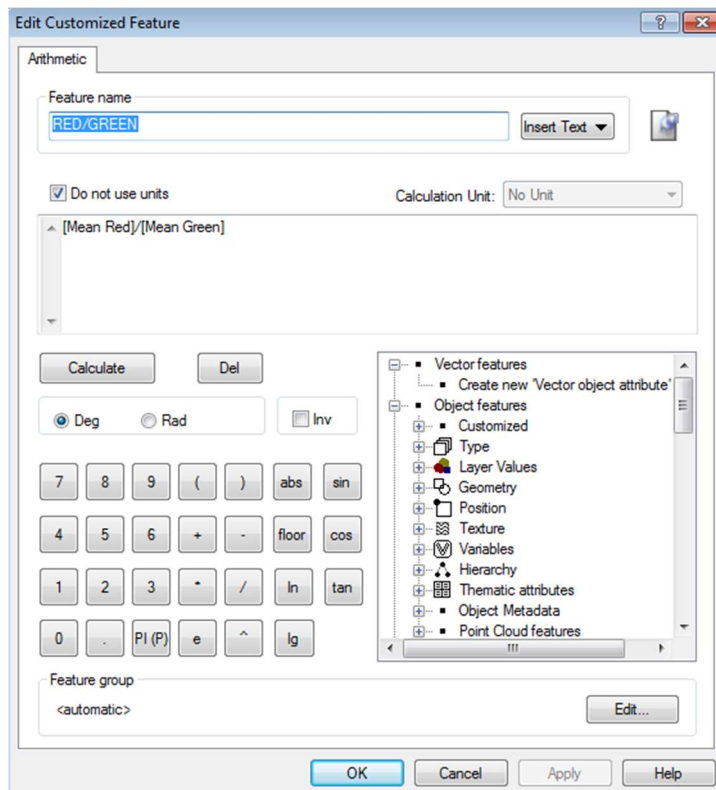 Edit Customized Feature
Arithmetic
Feature name
RED/GREEN
Insert Text
Do not use units
Calculation Unit: No Unit
[Mean Red]/[Mean Green]
Calculate Del
Deg Rad Inv
7 8 9 ( ) abs sin
4 5 6 + - floor cos
1 2 3 * / ln tan
0 . PI (P) e ^ lg
Vector features
Create new 'Vector object attribute'
Object features
Customized
Type
Layer Values
Geometry
Position
Texture
Variables
Hierarchy
Thematic attributes
Object Metadata
Point Cloud features
Feature group
<automatic>
Edit...
OK Cancel Apply Help